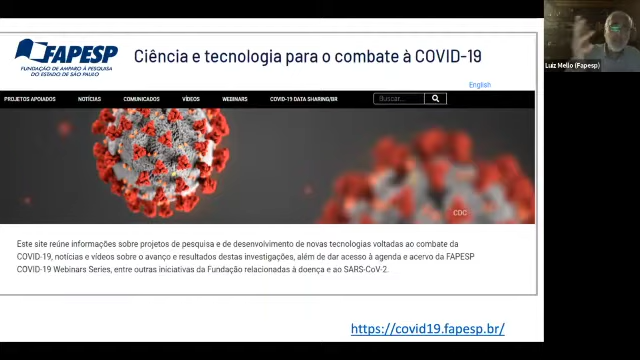 FAPESP
FUNDAÇÃO DE AMPARO À PESQUISA
DO ESTADO DE SÃO PAULO
Ciência e tecnologia para o combate à COVID-19
English
PROJETOS APOIADOS NOTÍCIAS COMUNICADOS VÍDEOS WEBINARS COVID-19 DATA SHARING/BR Buscar...
CDC
Este site reúne informações sobre projetos de pesquisa e de desenvolvimento de novas tecnologias voltadas ao combate da
COVID-19, notícias e vídeos sobre o avanço e resultados destas investigações, além de dar acesso à agenda e acervo da FAPESP
COVID-19 Webinars Series, entre outras iniciativas da Fundação relacionadas à doença e ao SARS-CoV-2.
https://covid19.fapesp.br/
Luiz Mello (Fapesp)